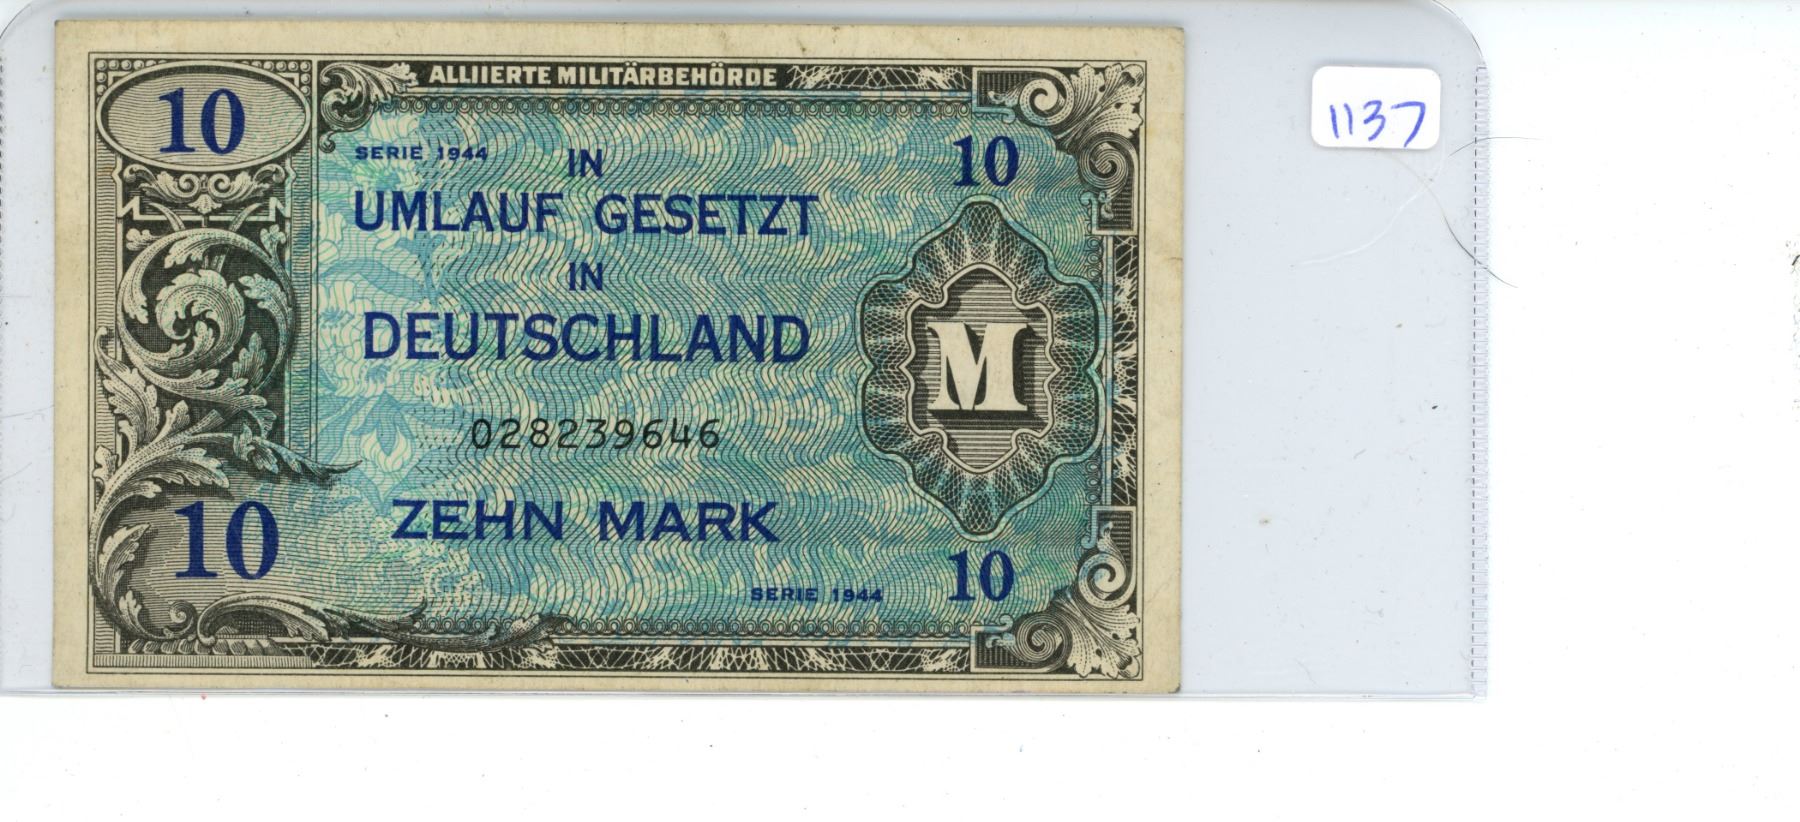 ALLIIERTE MILITÄRBEHÖRDE
10
10
SERIE 1944
IN
UMLAUF GESETZT
IN
DEUTSCHLAND
M
028239646
ZEHN MARK
10
10
SERIE 1944
1137